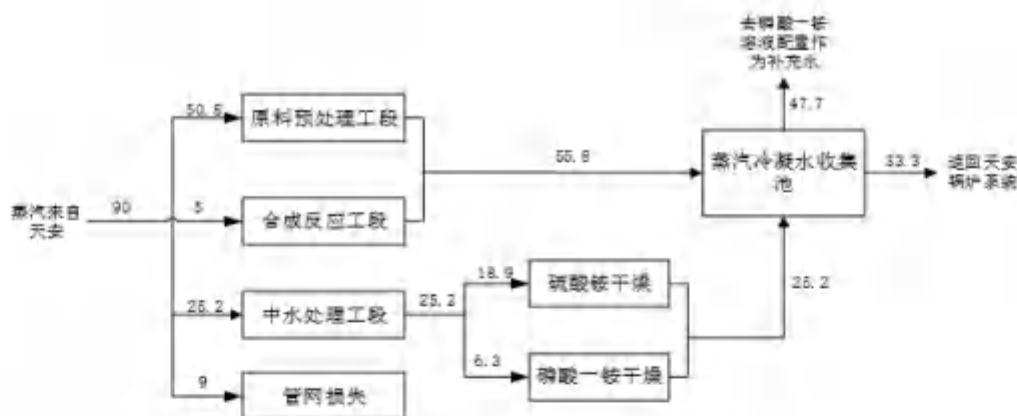 去磷酸一铵
溶液配置作
为补充水
47.7
50.8
原料预处理工段
55.8
蒸汽冷凝水收集
池
33.3
返回天安
锅炉系统
蒸汽来自
天安
90
5
合成反应工段
25.2
中水处理工段
25.2
18.9
硫酸铵干燥
25.2
6.3
磷酸一铵干燥
9
管网损失